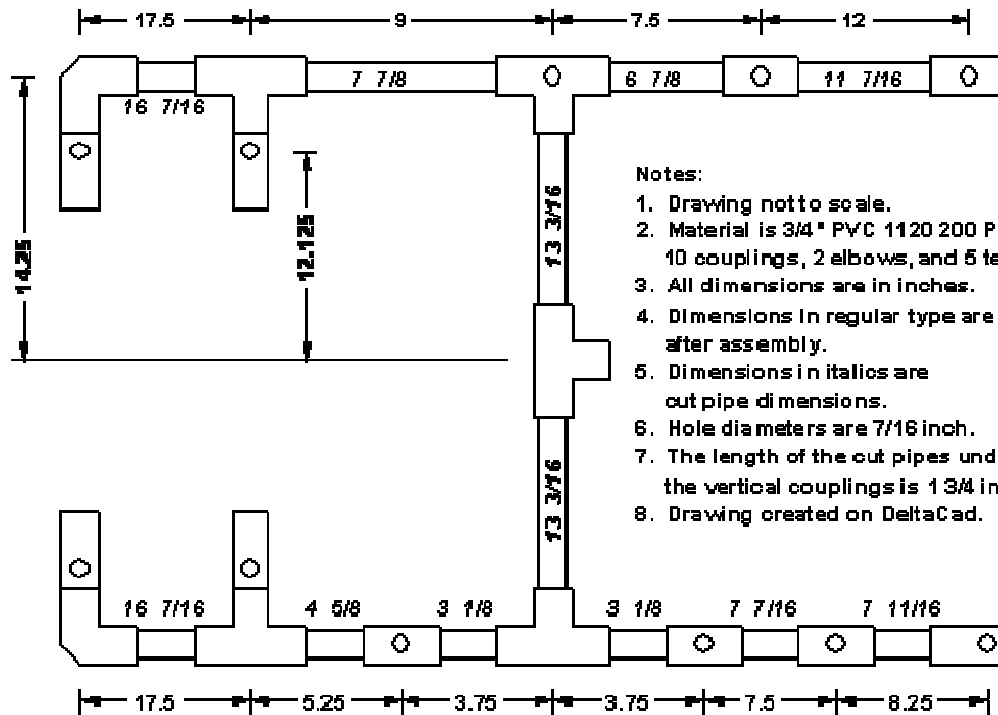 17.5 9 7.5 12
7 7/8 6 7/8 11 7/16
16 7/16
14.25
12.125
13 3/16
Notes:
1. Drawing not to scale.
2. Material is 3/4" PVC 1120 200 P
10 couplings, 2 elbows, and 5 te
3. All dimensions are in inches.
4. Dimensions in regular type are
after assembly.
5. Dimensions in italics are
cut pipe dimensions.
6. Hole diameters are 7/16 inch.
7. The length of the cut pipes und
the vertical couplings is 1 3/4 in
8. Drawing created on DeltaCad.
13 3/16
16 7/16 4 5/8 3 1/8 3 1/8 7 7/16 7 11/16
17.5 5.25 3.75 3.75 7.5 8.25